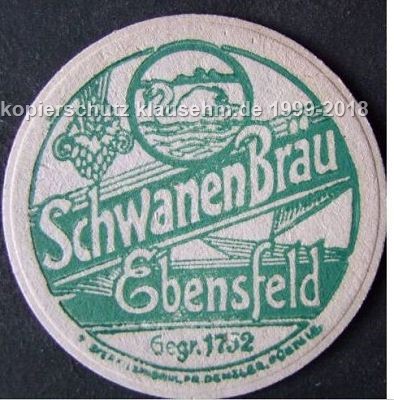 kopierschutz klausehm.de 1999-2018
SchwanenBräu
Ebensfeld
Gegr. 1752